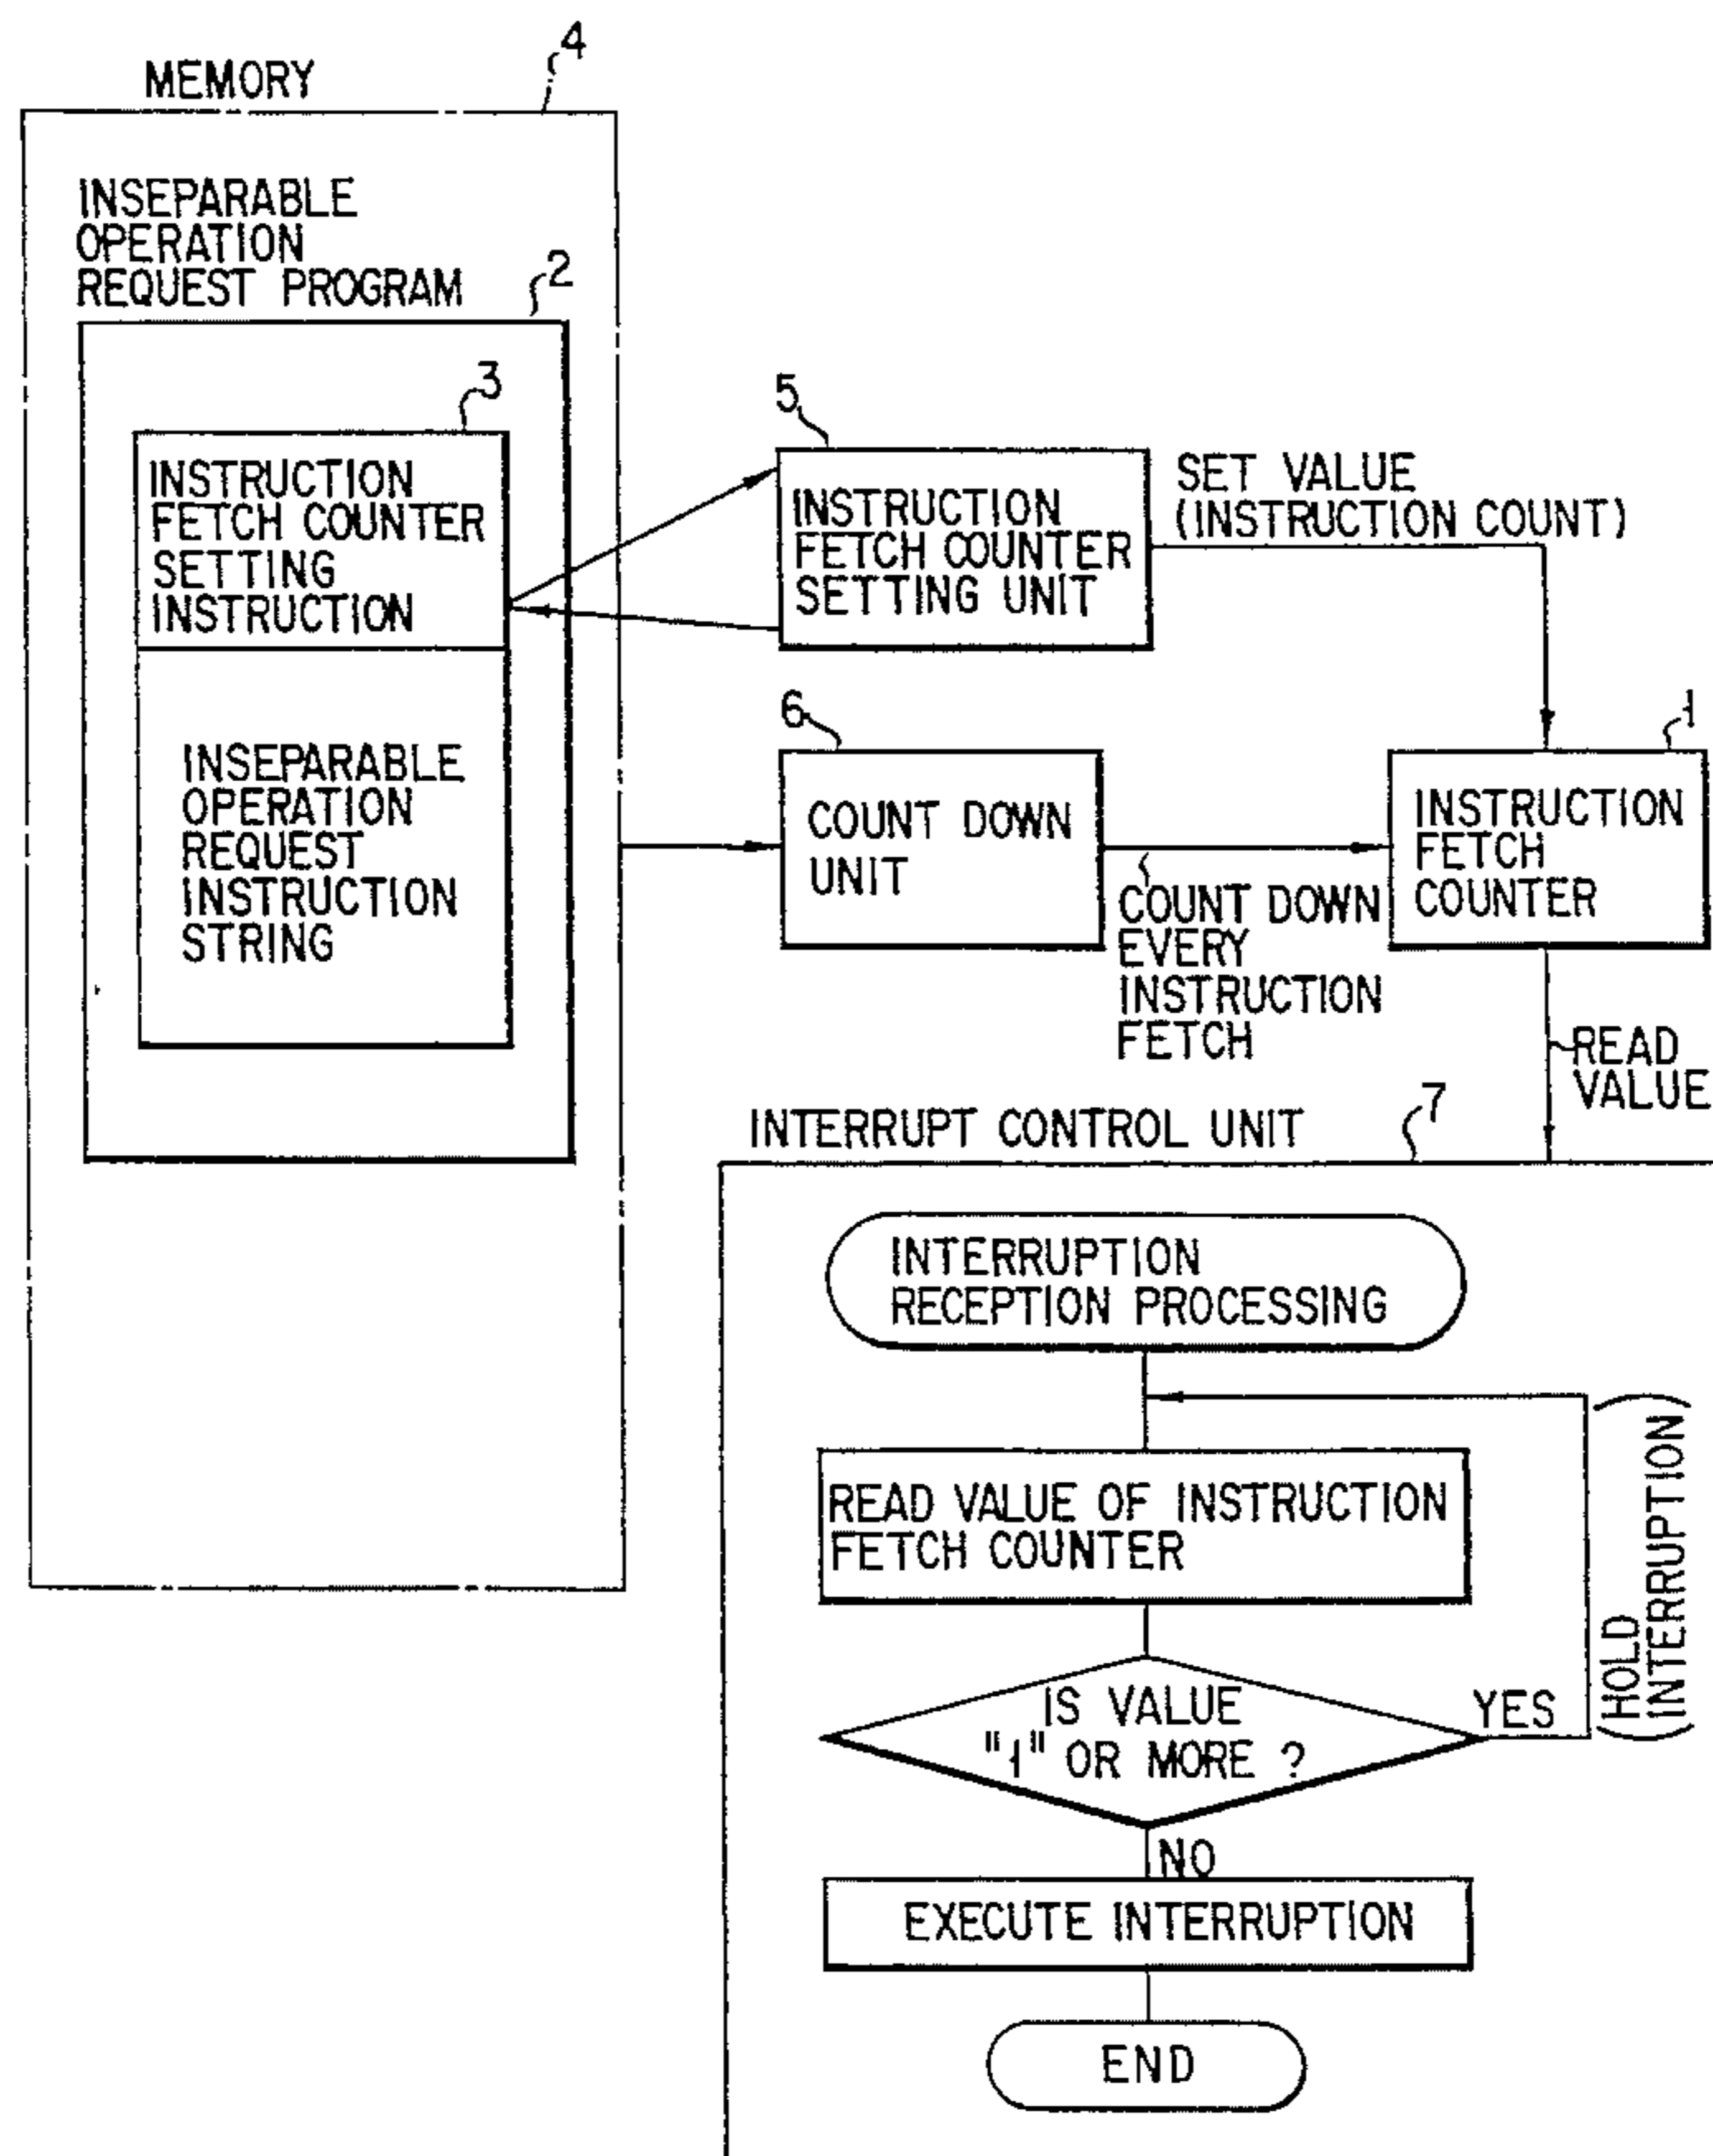 4
MEMORY
INSEPARABLE
OPERATION
REQUEST PROGRAM
2
3
INSTRUCTION
FETCH COUNTER
SETTING
INSTRUCTION
INSEPARABLE
OPERATION
REQUEST
INSTRUCTION
STRING
5
INSTRUCTION
FETCH COUNTER
SETTING UNIT
SET VALUE
(INSTRUCTION COUNT)
6
COUNT DOWN
UNIT
COUNT DOWN
EVERY
INSTRUCTION
FETCH
1
INSTRUCTION
FETCH
COUNTER
READ
VALUE
INTERRUPT CONTROL UNIT
7
INTERRUPTION
RECEPTION PROCESSING
READ VALUE OF INSTRUCTION
FETCH COUNTER
IS VALUE
"1" OR MORE ?
YES
(HOLD
INTERRUPTION)
NO
EXECUTE INTERRUPTION
END